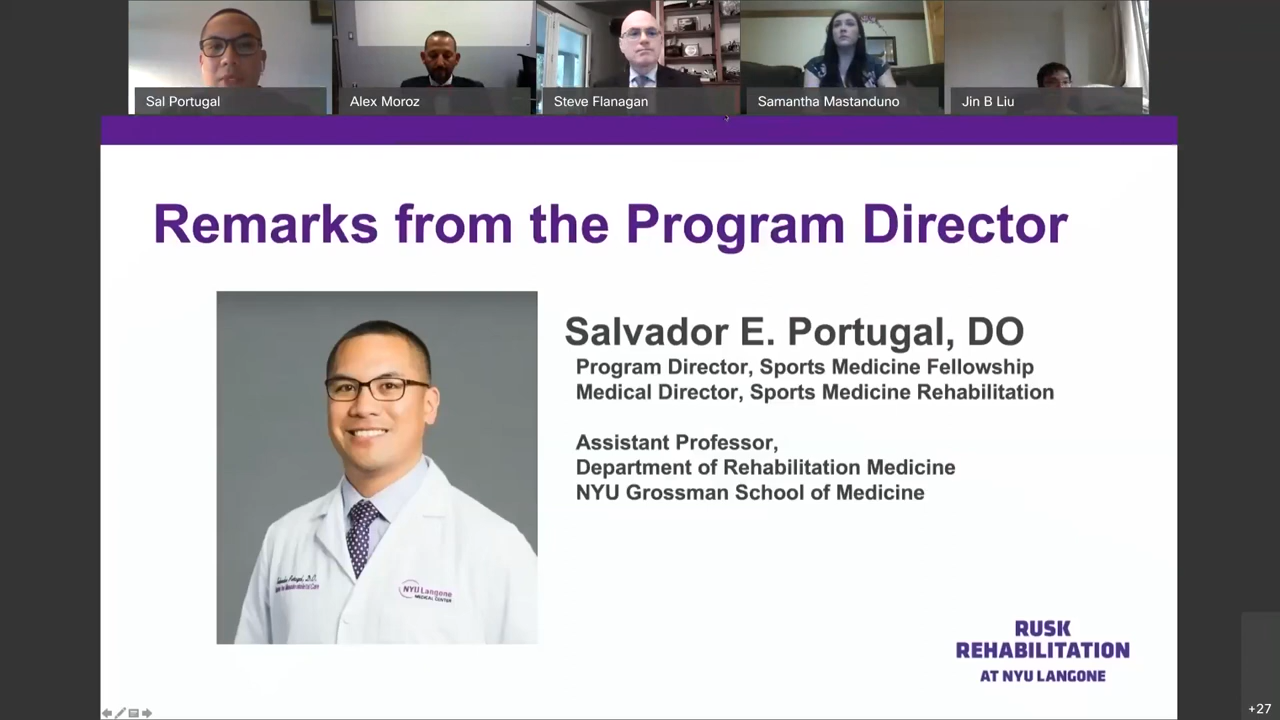 Sal Portugal
Alex Moroz
Steve Flanagan
Samantha Mastanduno
Jin B Liu
Remarks from the Program Director
Salvador E. Portugal, DO
Program Director, Sports Medicine Fellowship
Medical Director, Sports Medicine Rehabilitation
Assistant Professor,
Department of Rehabilitation Medicine
NYU Grossman School of Medicine
NYU Langone
MEDICAL CENTER
RUSK
REHABILITATION
AT NYU LANGONE
+27